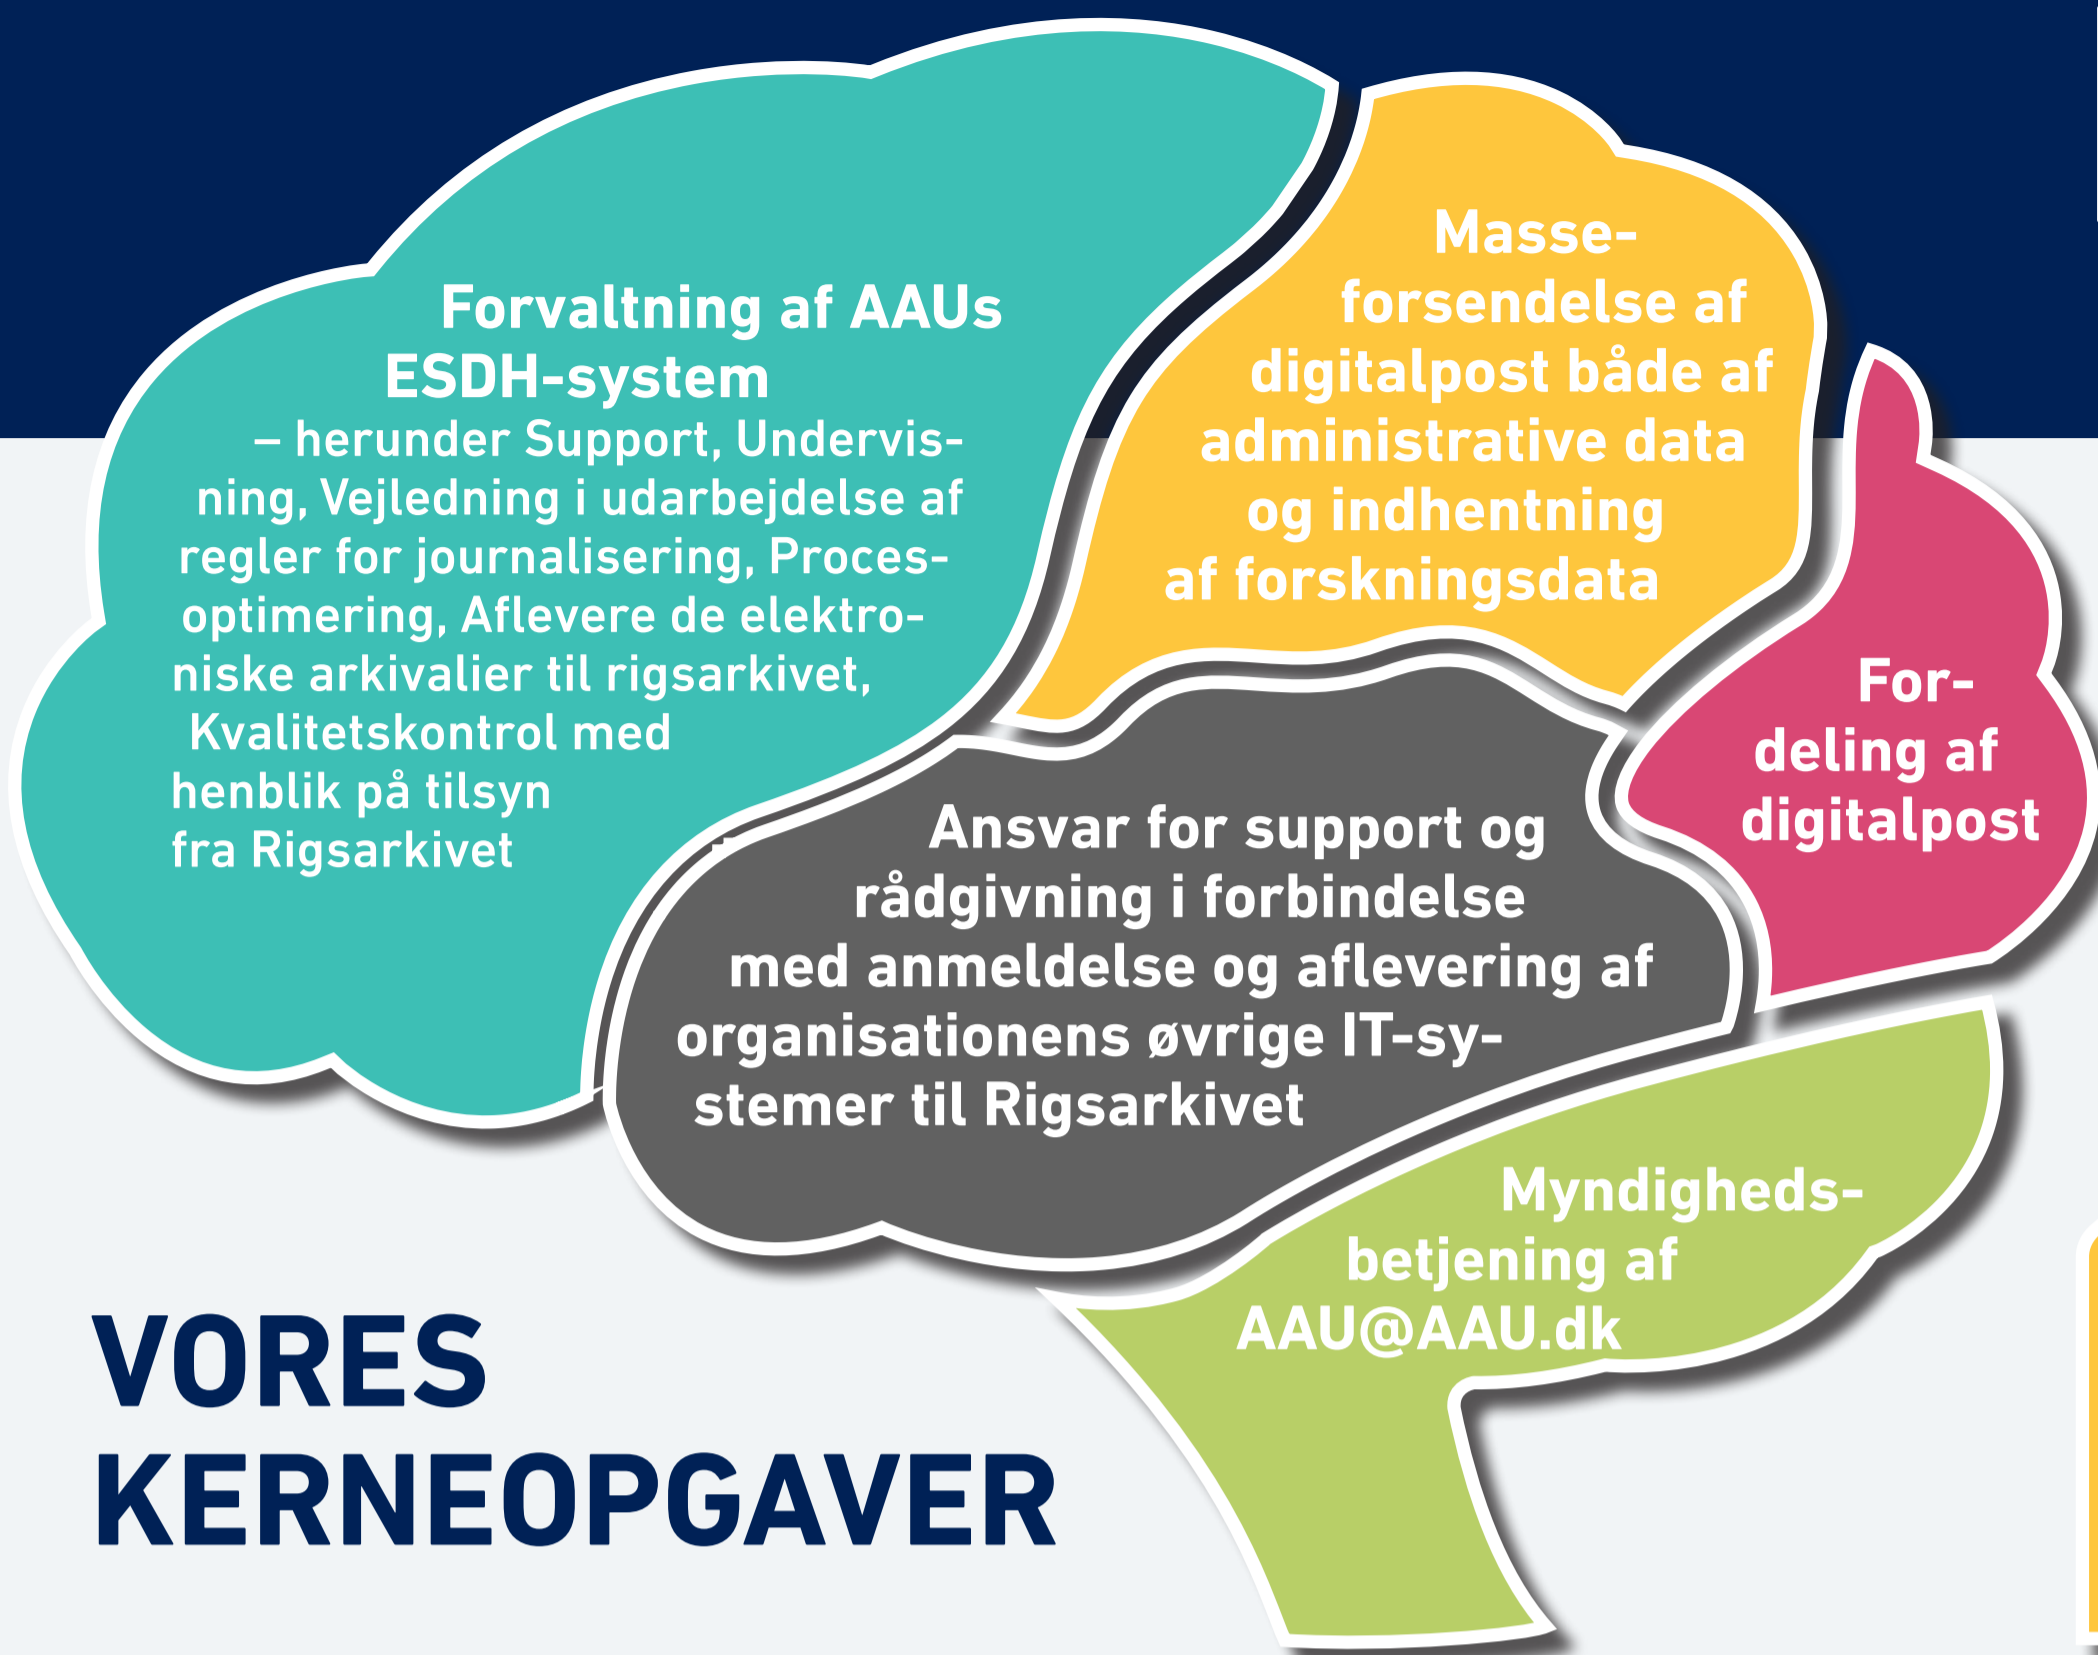 Forvaltning af AAUs
ESDH-system
– herunder Support, Undervis-
ning, Vejledning i udarbejdelse af
regler for journalisering, Proces-
optimering, Aflevere de elektro-
niske arkivalier til rigsarkivet,
Kvalitetskontrol med
henblik på tilsyn
fra Rigsarkivet
Masse-
forsendelse af
digitalpost både af
administrative data
og indhentning
af forskningsdata
For-
deling af
digitalpost
Ansvar for support og
rådgivning i forbindelse
med anmeldelse og aflevering af
organisationens øvrige IT-sy-
stemer til Rigsarkivet
Myndigheds-
betjening af
AAU@AAU.dk
VORES
KERNEOPGAVER